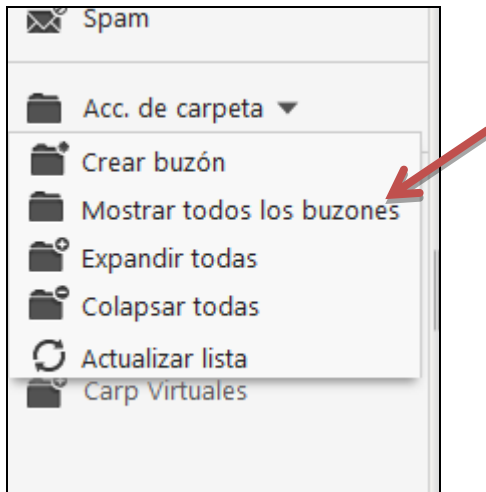 Spam
Acc. de carpeta
Crear buzón
Mostrar todos los buzones
Expandir todas
Colapsar todas
Actualizar lista
Carp Virtuales